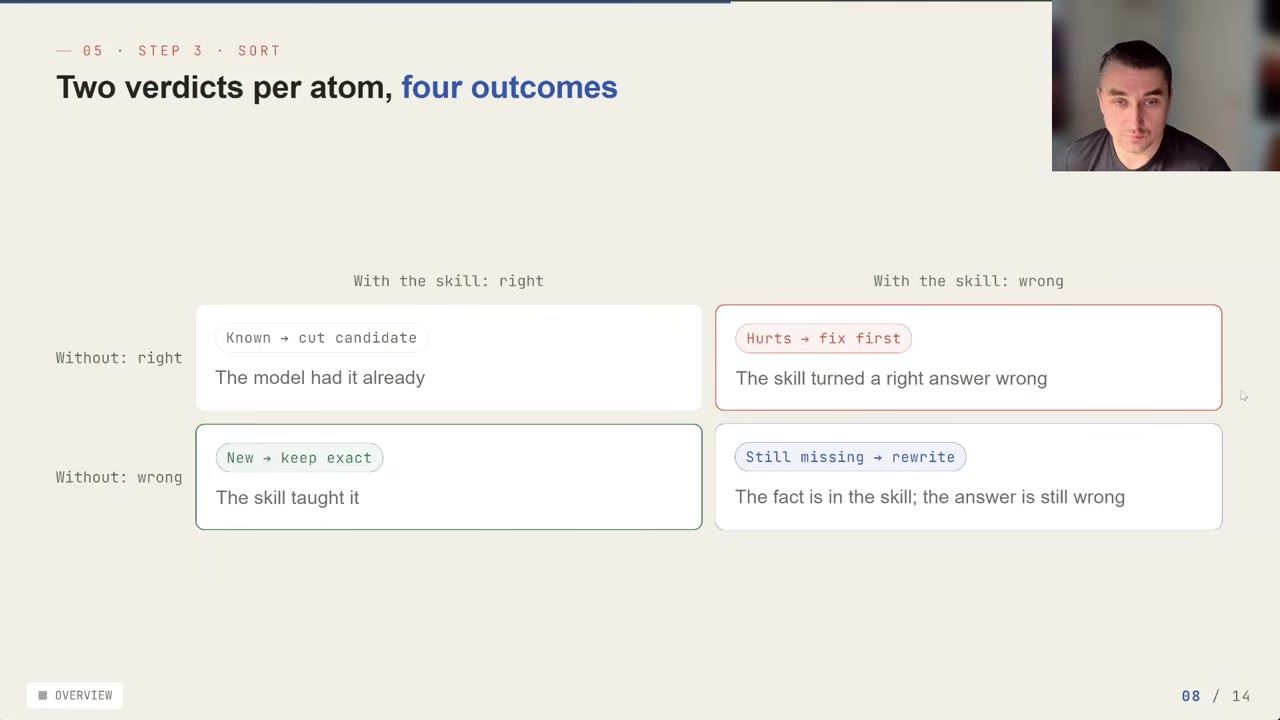 — 05 · STEP 3 · SORT
Two verdicts per atom, four outcomes
With the skill: right
With the skill: wrong
Without: right
Known → cut candidate
The model had it already
Hurts → fix first
The skill turned a right answer wrong
Without: wrong
New → keep exact
The skill taught it
Still missing → rewrite
The fact is in the skill; the answer is still wrong
OVERVIEW
08 / 14